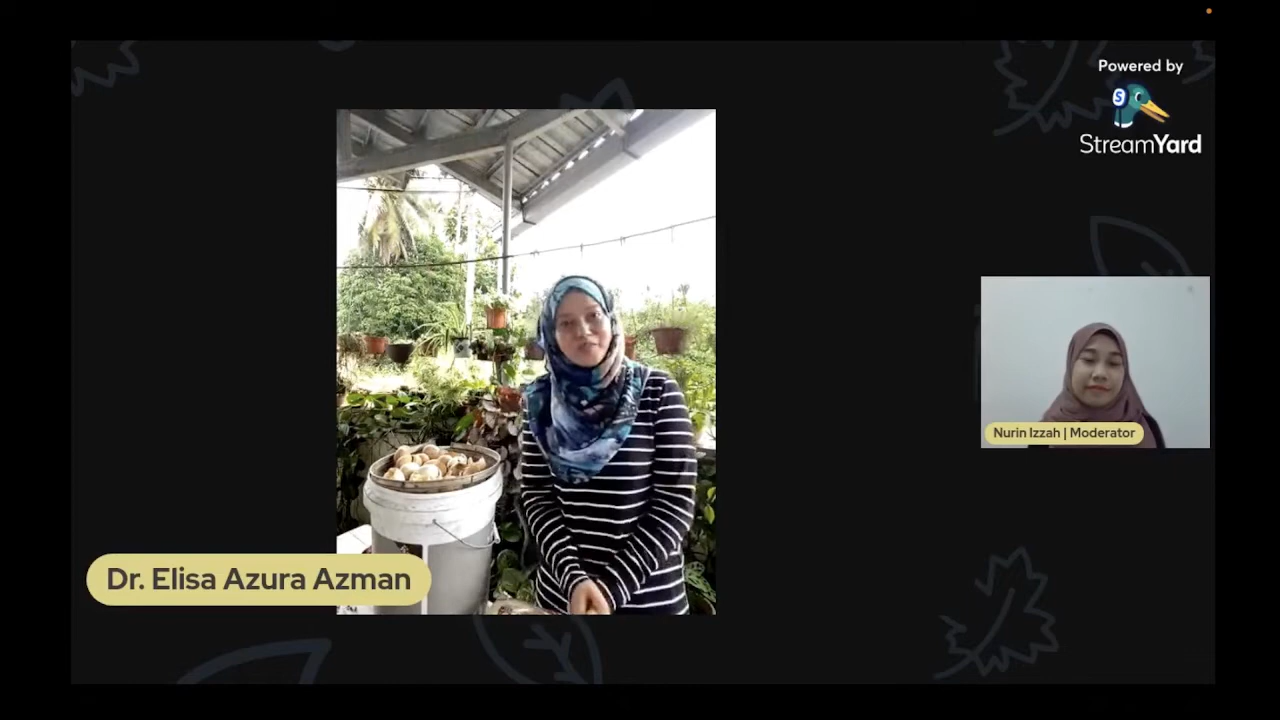 Powered by
StreamYard
Nurin Izzah | Moderator
Dr. Elisa Azura Azman